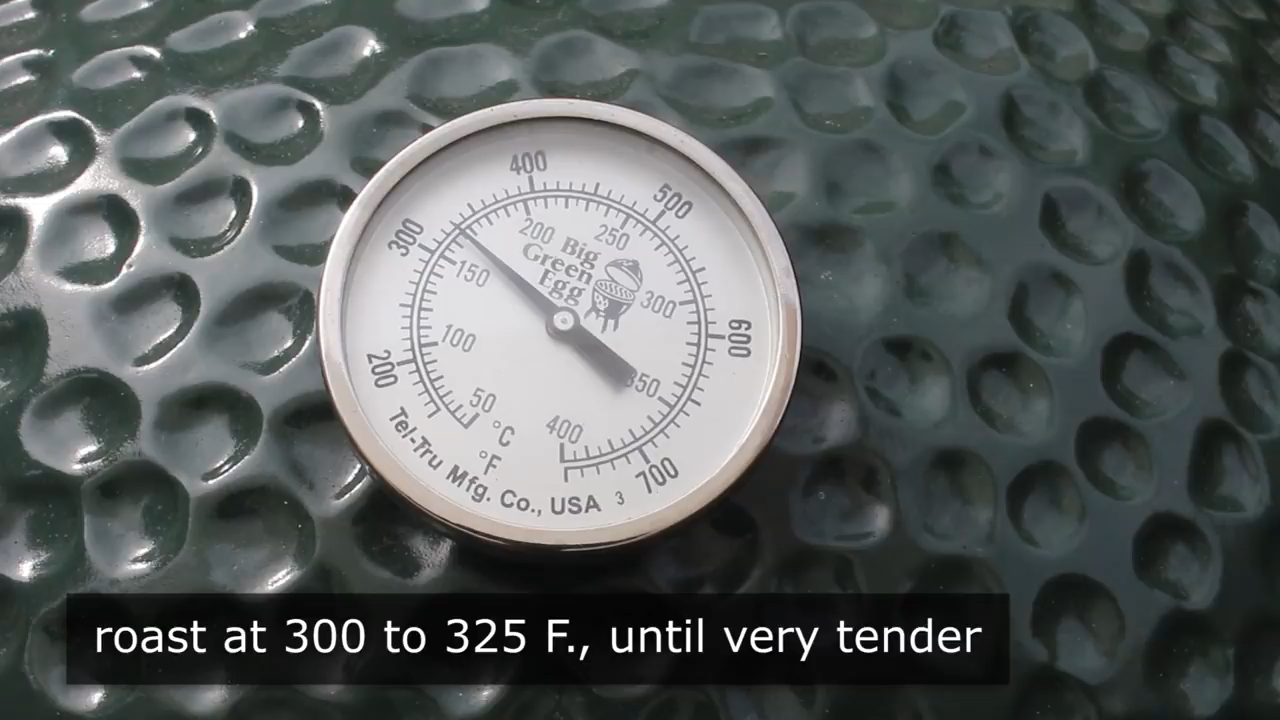 400
500
300
200
250
Big
Green
Egg
150
300
100
600
200
350
50
400
°C
°F
700
Tel-Tru Mfg. Co., USA 3
roast at 300 to 325 F., until very tender